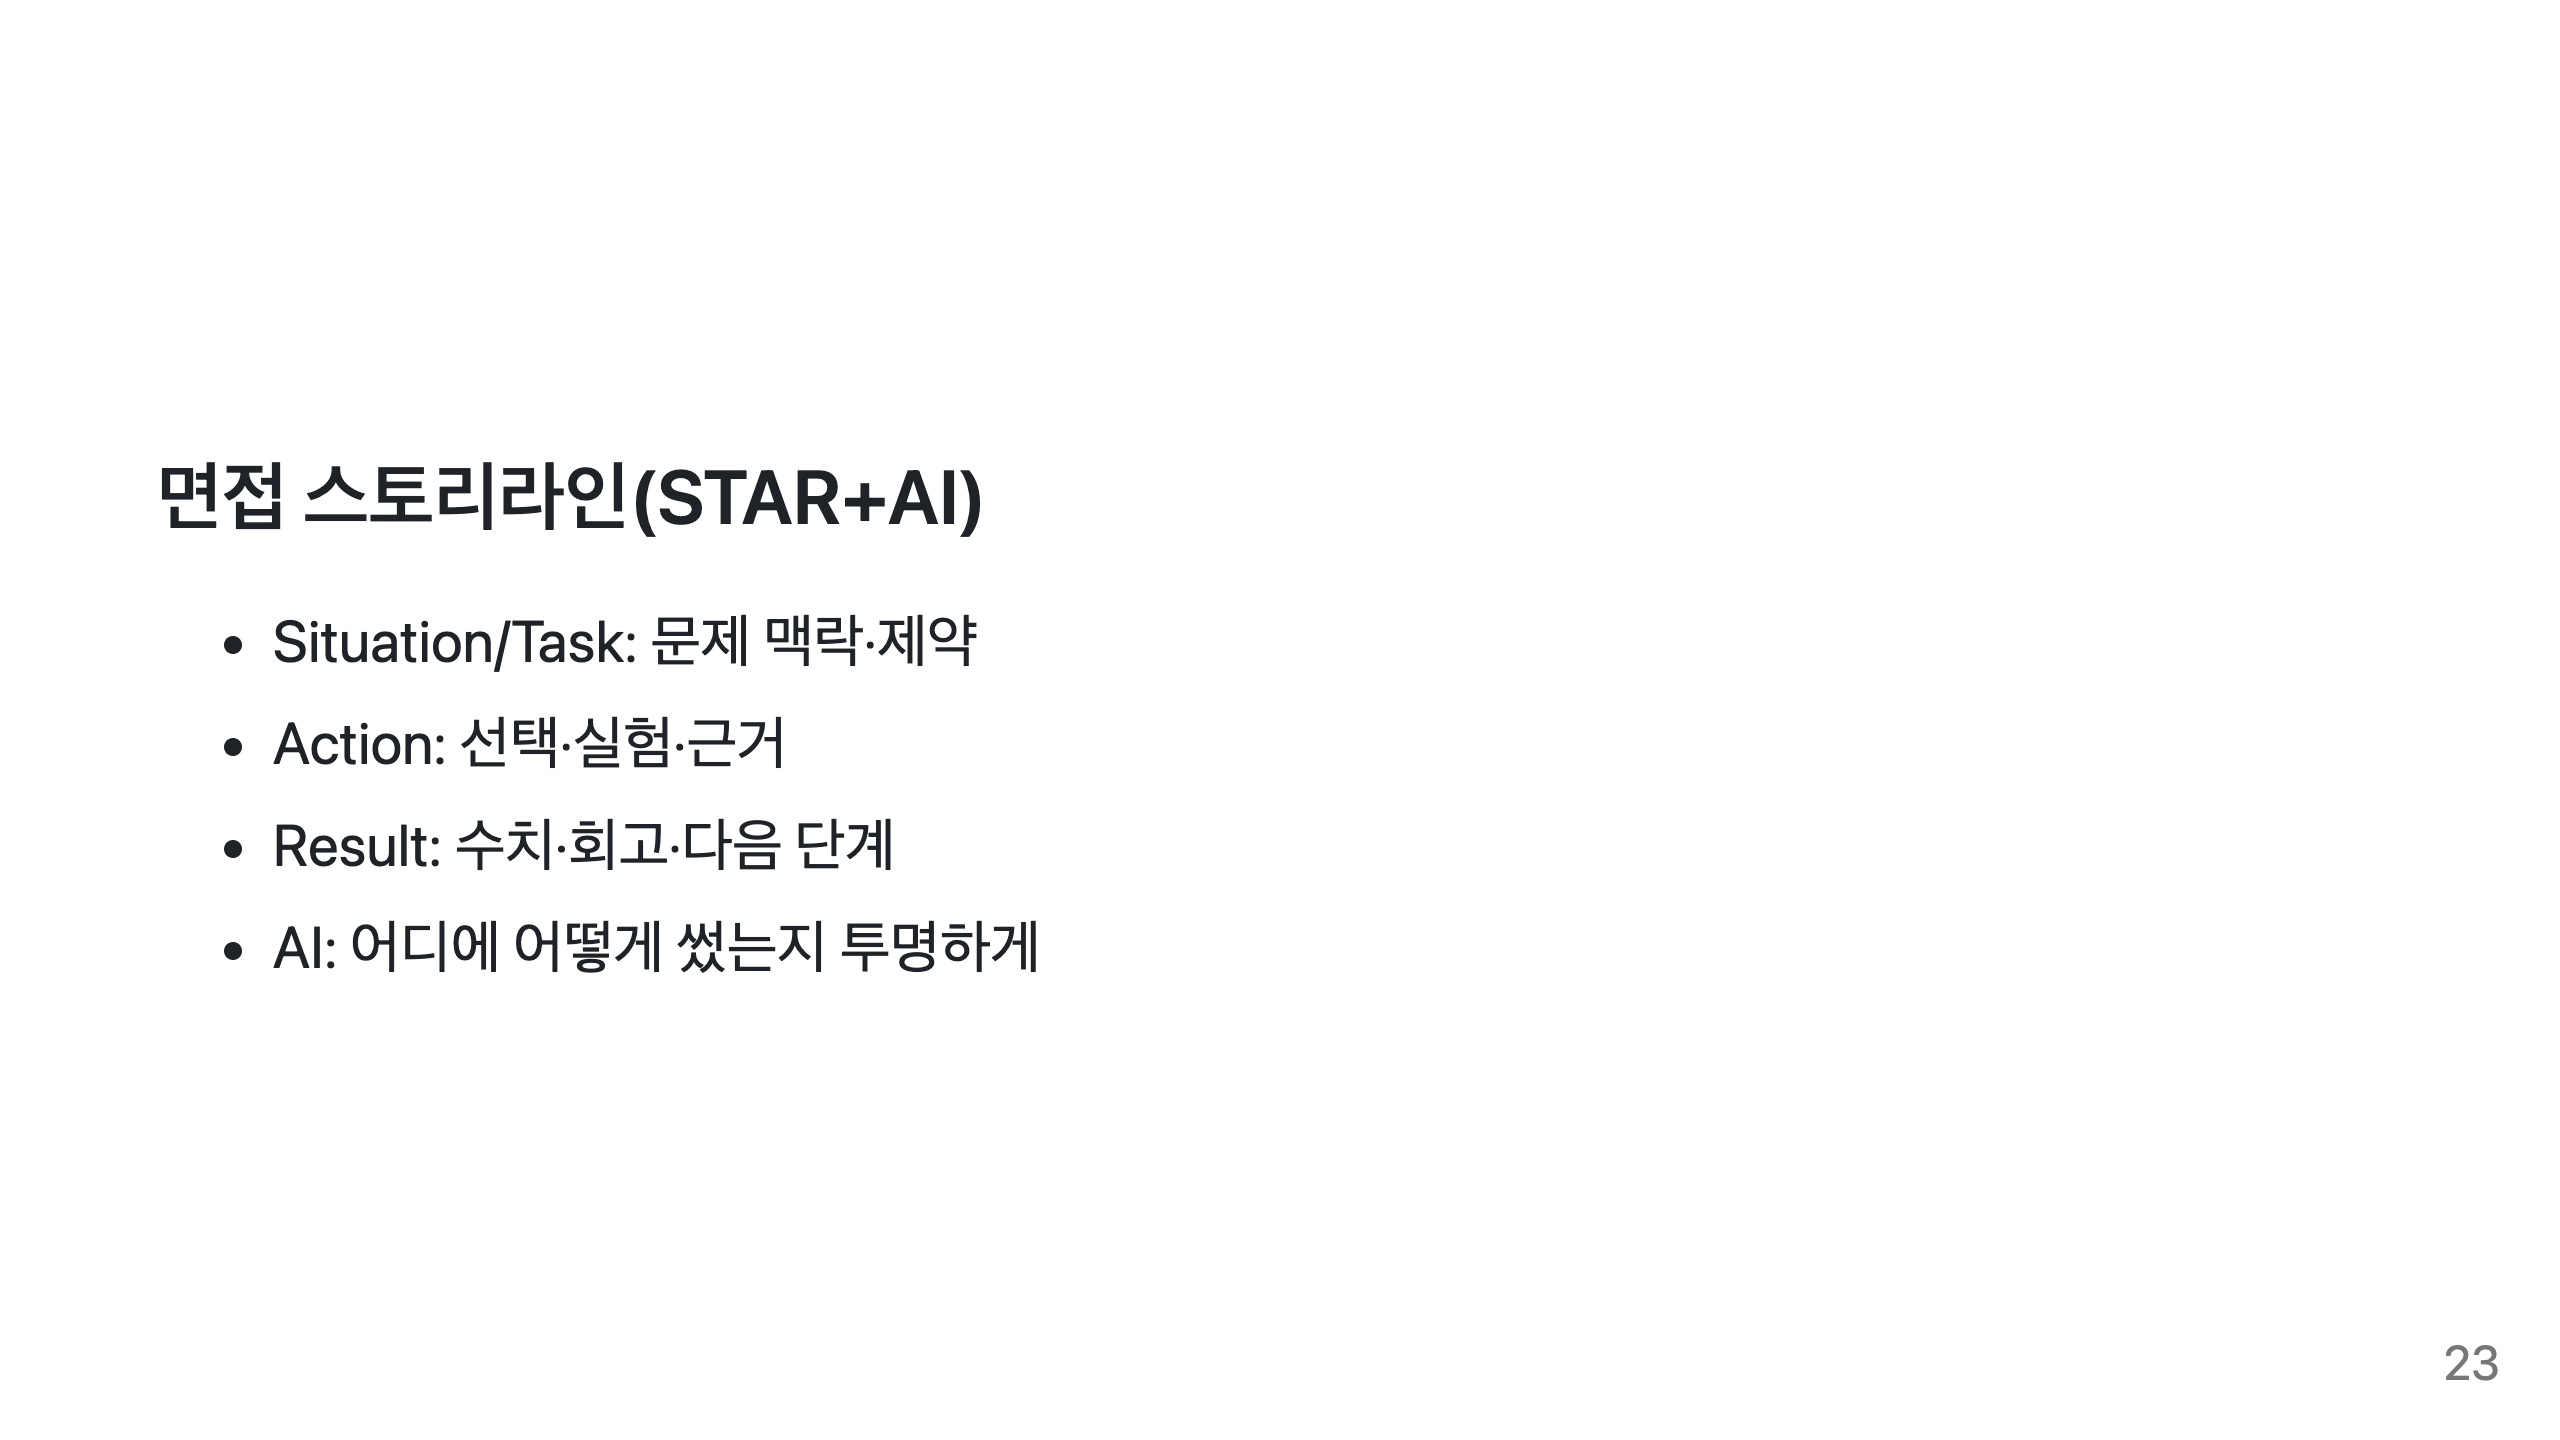 면접 스토리라인(STAR+AI)
• Situation/Task: 문제 맥락·제약
• Action: 선택·실험·근거
• Result: 수치·회고·다음 단계
• AI: 어디에 어떻게 썼는지 투명하게
23